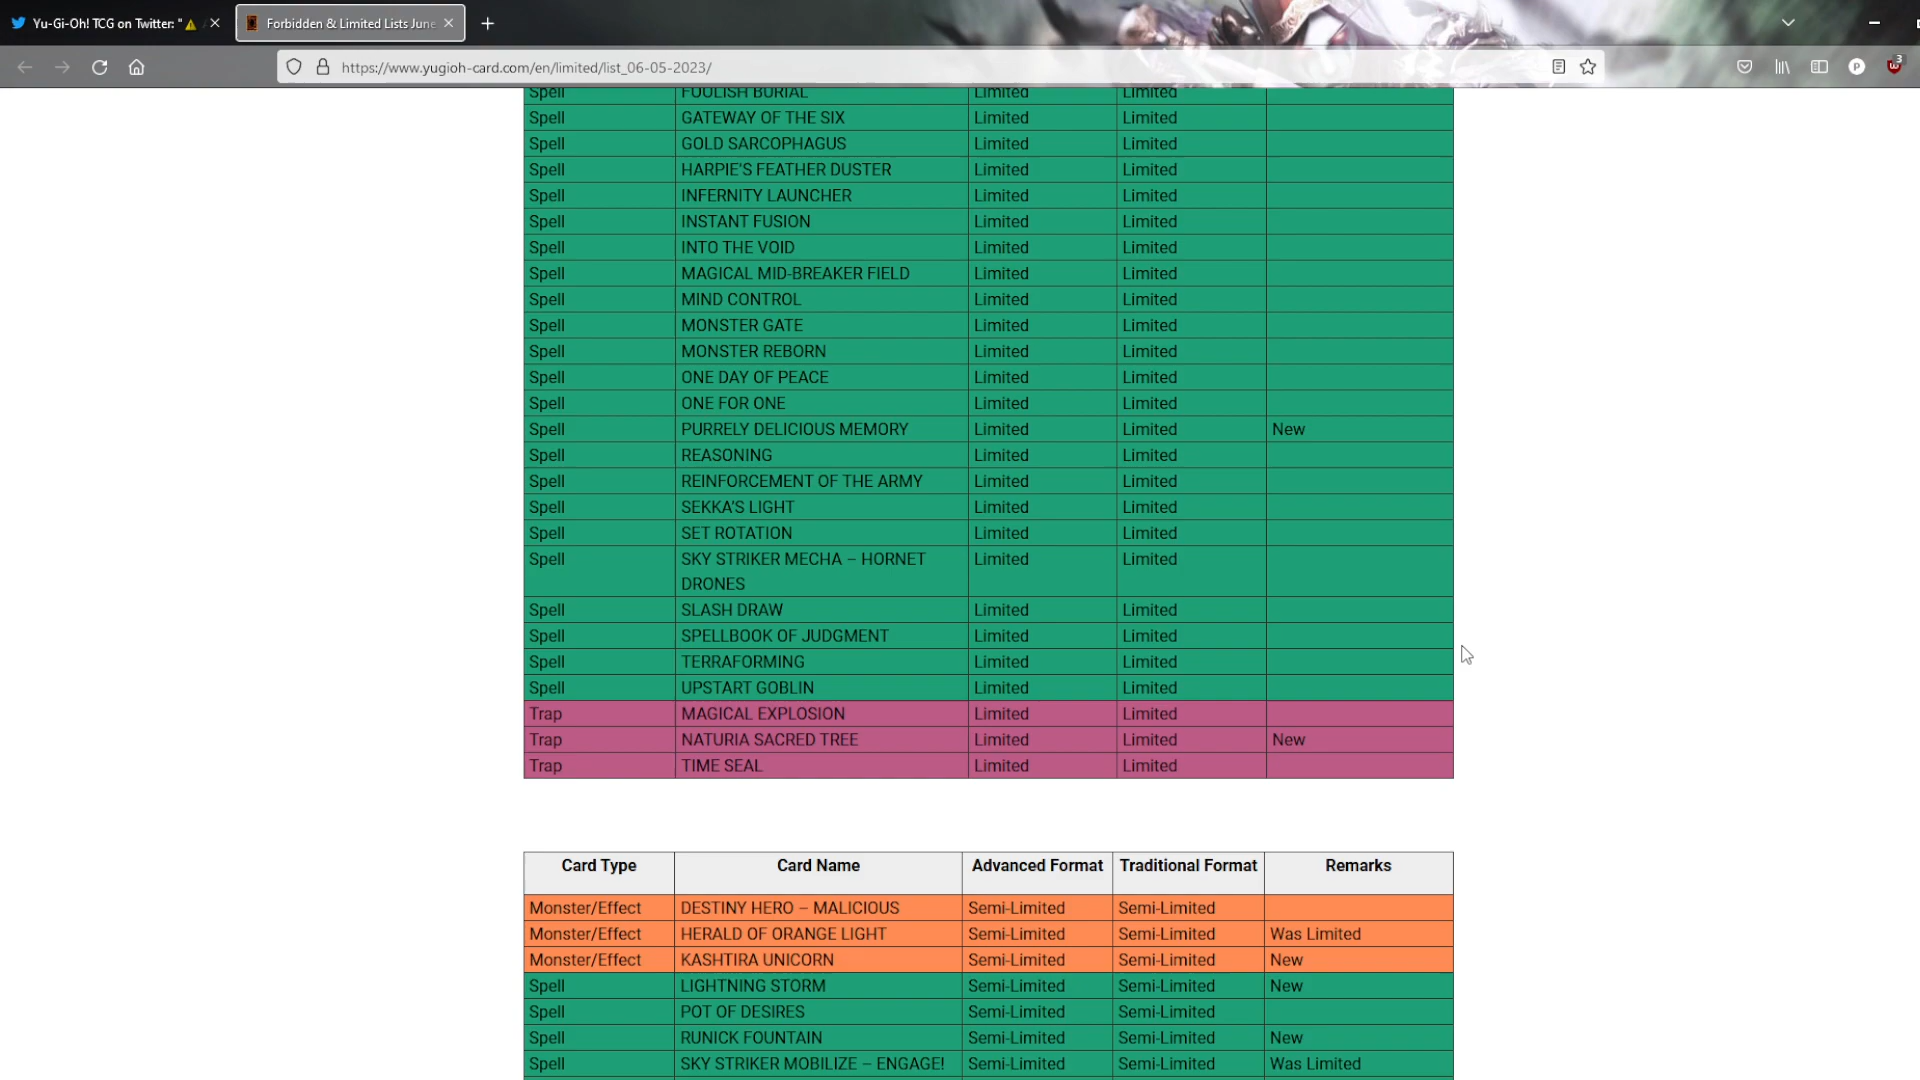 Yu-Gi-Oh! TCG on Twitter: "⚠
Forbidden & Limited Lists June
https://www.yugioh-card.com/en/limited/list_06-05-2023/
P
3
Spell FOOLISH BURIAL Limited Limited
Spell GATEWAY OF THE SIX Limited Limited
Spell GOLD SARCOPHAGUS Limited Limited
Spell HARPIE'S FEATHER DUSTER Limited Limited
Spell INFERNITY LAUNCHER Limited Limited
Spell INSTANT FUSION Limited Limited
Spell INTO THE VOID Limited Limited
Spell MAGICAL MID-BREAKER FIELD Limited Limited
Spell MIND CONTROL Limited Limited
Spell MONSTER GATE Limited Limited
Spell MONSTER REBORN Limited Limited
Spell ONE DAY OF PEACE Limited Limited
Spell ONE FOR ONE Limited Limited
Spell PURRELY DELICIOUS MEMORY Limited Limited New
Spell REASONING Limited Limited
Spell REINFORCEMENT OF THE ARMY Limited Limited
Spell SEKKA'S LIGHT Limited Limited
Spell SET ROTATION Limited Limited
Spell SKY STRIKER MECHA – HORNET Limited Limited
DRONES
Spell SLASH DRAW Limited Limited
Spell SPELLBOOK OF JUDGMENT Limited Limited
Spell TERRAFORMING Limited Limited
Spell UPSTART GOBLIN Limited Limited
Trap MAGICAL EXPLOSION Limited Limited
Trap NATURIA SACRED TREE Limited Limited New
Trap TIME SEAL Limited Limited
Card Type Card Name Advanced Format Traditional Format Remarks
Monster/Effect DESTINY HERO – MALICIOUS Semi-Limited Semi-Limited
Monster/Effect HERALD OF ORANGE LIGHT Semi-Limited Semi-Limited Was Limited
Monster/Effect KASHTIRA UNICORN Semi-Limited Semi-Limited New
Spell LIGHTNING STORM Semi-Limited Semi-Limited New
Spell POT OF DESIRES Semi-Limited Semi-Limited
Spell RUNICK FOUNTAIN Semi-Limited Semi-Limited New
Spell SKY STRIKER MOBILIZE – ENGAGE! Semi-Limited Semi-Limited Was Limited